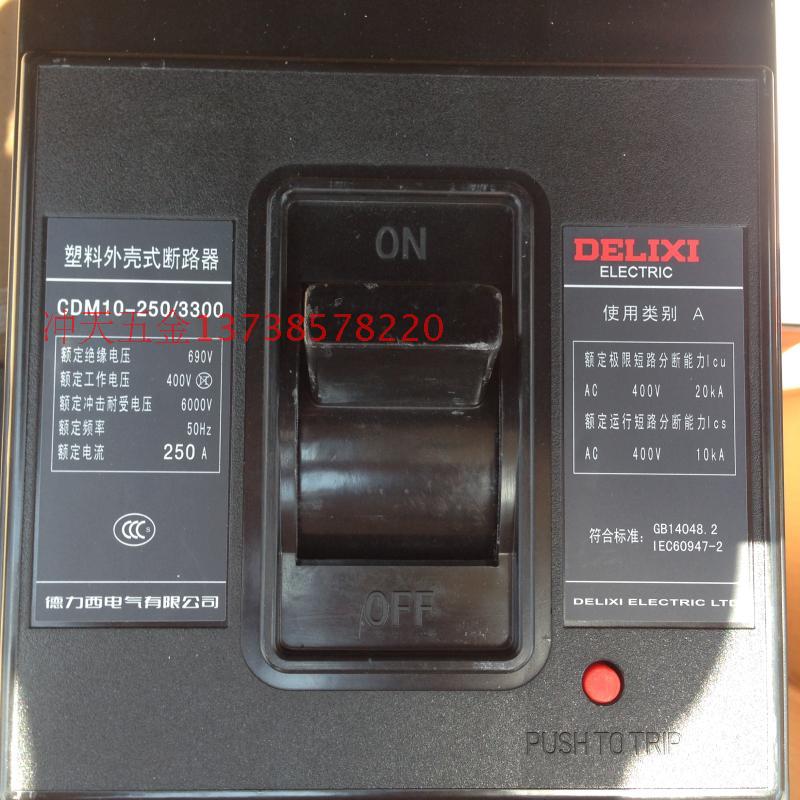 塑料外壳式断路器
CDM10-250/3300
冲天五金13738578220
额定绝缘电压 690V
额定工作电压 400V
额定冲击耐受电压 6000V
额定频率 50Hz
额定电流 250 A
CCC S
德力西电气有限公司
ON
OFF
DELIXI
ELECTRIC
使用类别 A
额定极限短路分断能力Icu
AC 400V 20kA
额定运行短路分断能力Ics
AC 400V 10kA
符合标准: GB14048.2
IEC60947-2
DELIXI ELECTRIC LTD
PUSH TO TRIP